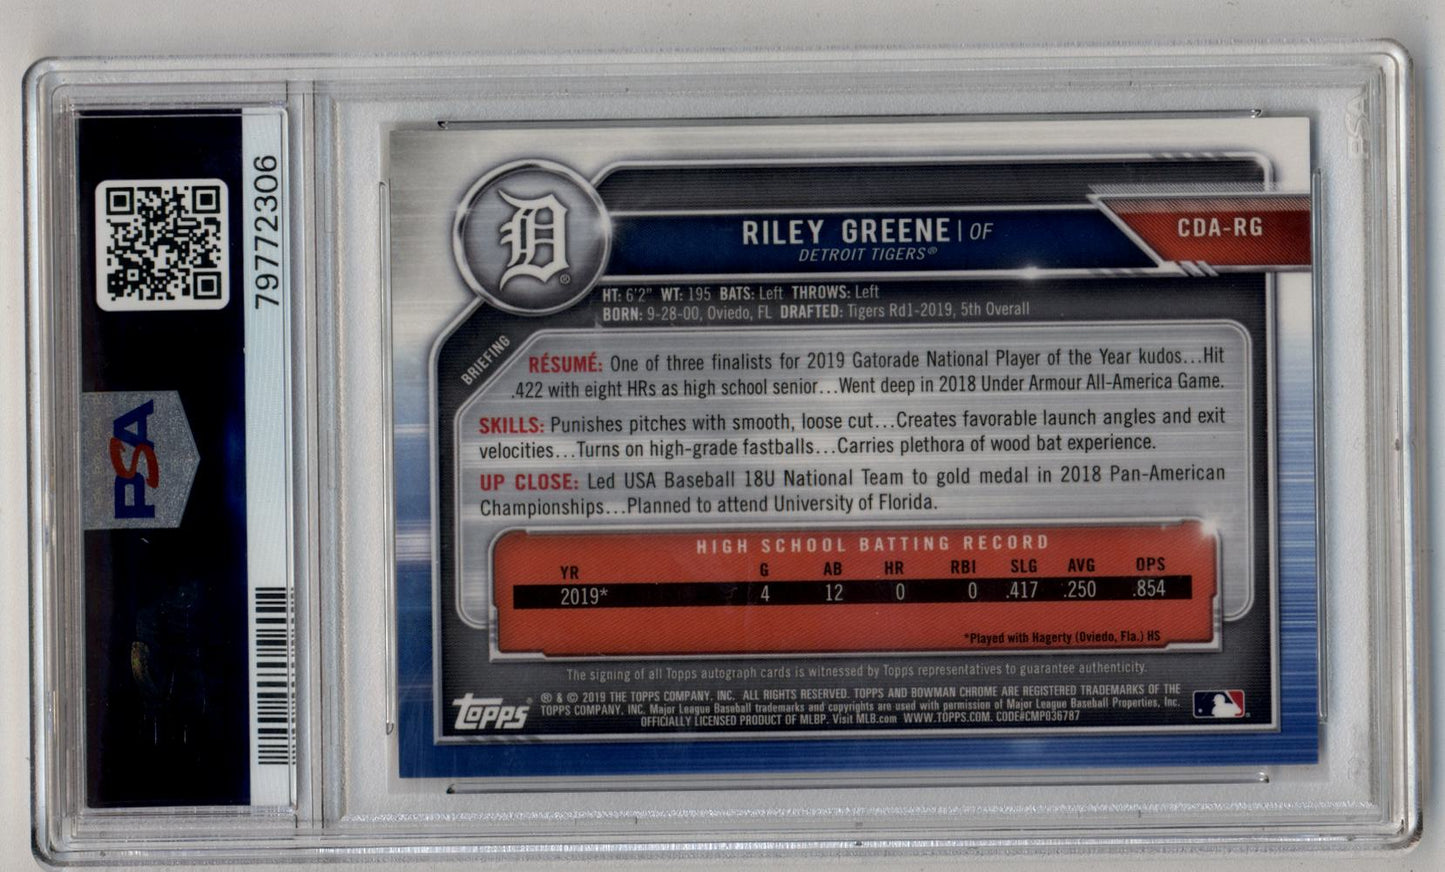 79772306
PSA
D
®
RILEY GREENE | OF
DETROIT TIGERS®
CDA-RG
HT: 6'2" WT: 195 BATS: Left THROWS: Left
BORN: 9-28-00, Oviedo, FL DRAFTED: Tigers Rd1-2019, 5th Overall
BRIEFING
RÉSUMÉ: One of three finalists for 2019 Gatorade National Player of the Year kudos...Hit
.422 with eight HRs as high school senior...Went deep in 2018 Under Armour All-America Game.
SKILLS: Punishes pitches with smooth, loose cut...Creates favorable launch angles and exit
velocities...Turns on high-grade fastballs...Carries plethora of wood bat experience.
UP CLOSE: Led USA Baseball 18U National Team to gold medal in 2018 Pan-American
Championships...Planned to attend University of Florida.
HIGH SCHOOL BATTING RECORD
YR G AB HR RBI SLG AVG OPS
2019* 4 12 0 0 .417 .250 .854
*Played with Hagerty (Oviedo, Fla.) HS
The signing of all Topps autograph cards is witnessed by Topps representatives to guarantee authenticity.
topps
® & © 2019 THE TOPPS COMPANY, INC. ALL RIGHTS RESERVED. TOPPS AND BOWMAN CHROME ARE REGISTERED TRADEMARKS OF THE
TOPPS COMPANY, INC. Major League Baseball trademarks and copyrights are used with permission of Major League Baseball Properties, Inc.
OFFICIALLY LICENSED PRODUCT OF MLBP. Visit MLB.com WWW.TOPPS.COM. CODE#CMP036787
PSA